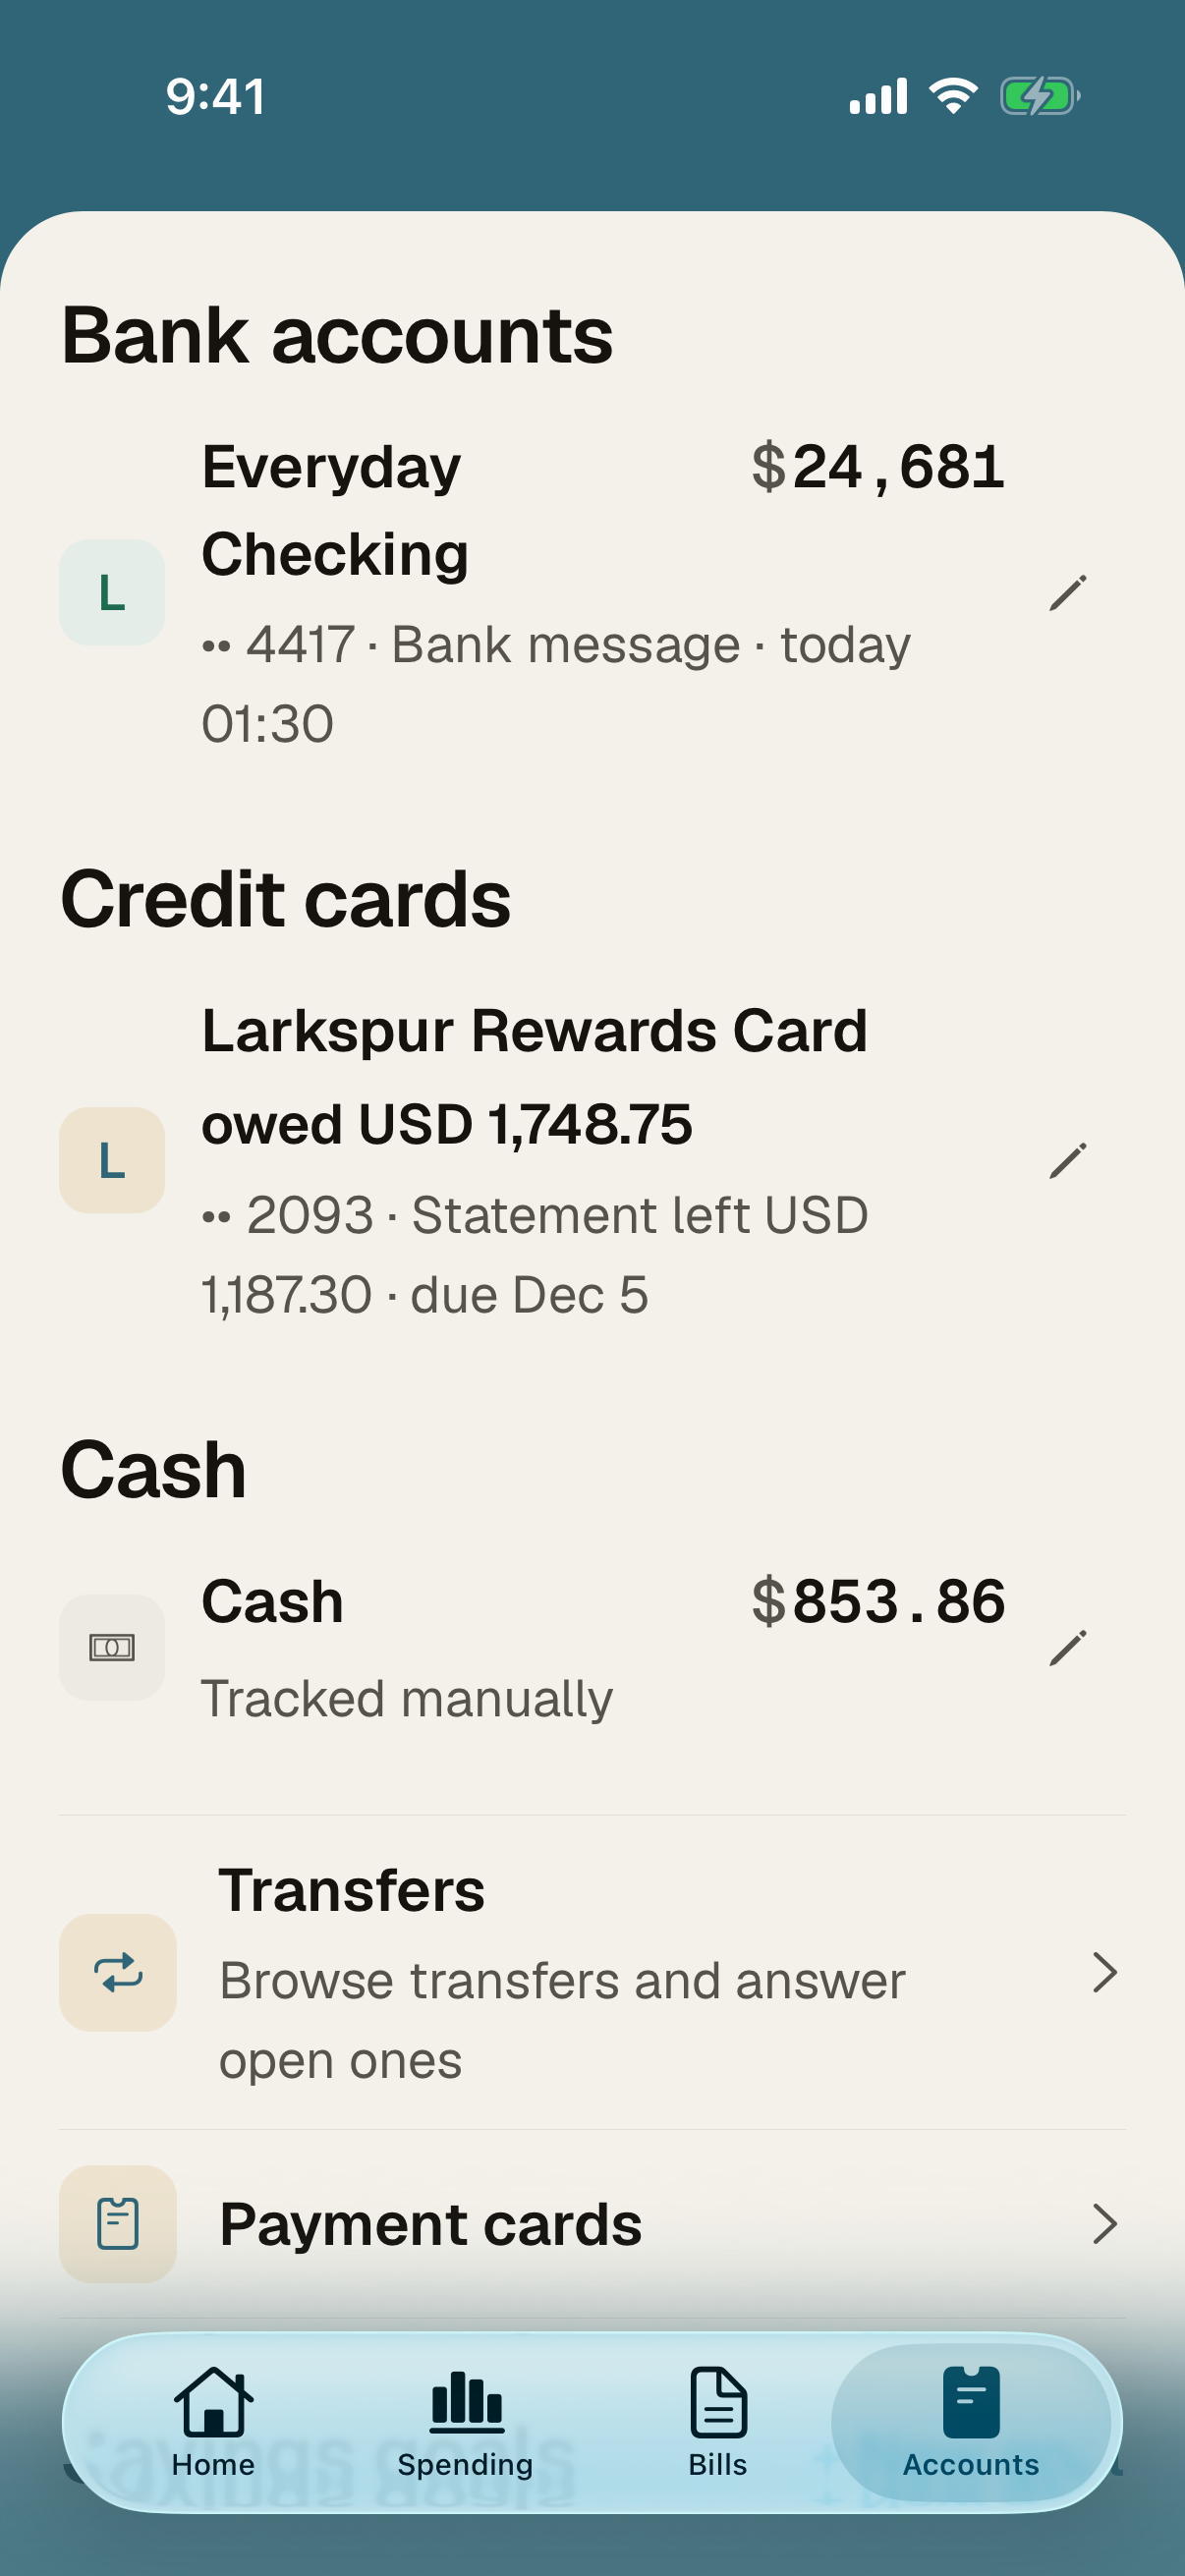 9:41
Bank accounts
Everyday
Checking
$24,681
L
•• 4417 · Bank message · today
01:30
Credit cards
Larkspur Rewards Card
owed USD 1,748.75
L
•• 2093 · Statement left USD
1,187.30 · due Dec 5
Cash
Cash
$853.86
Tracked manually
Transfers
Browse transfers and answer
open ones
Payment cards
Savings goals
Home
Spending
Bills
Accounts